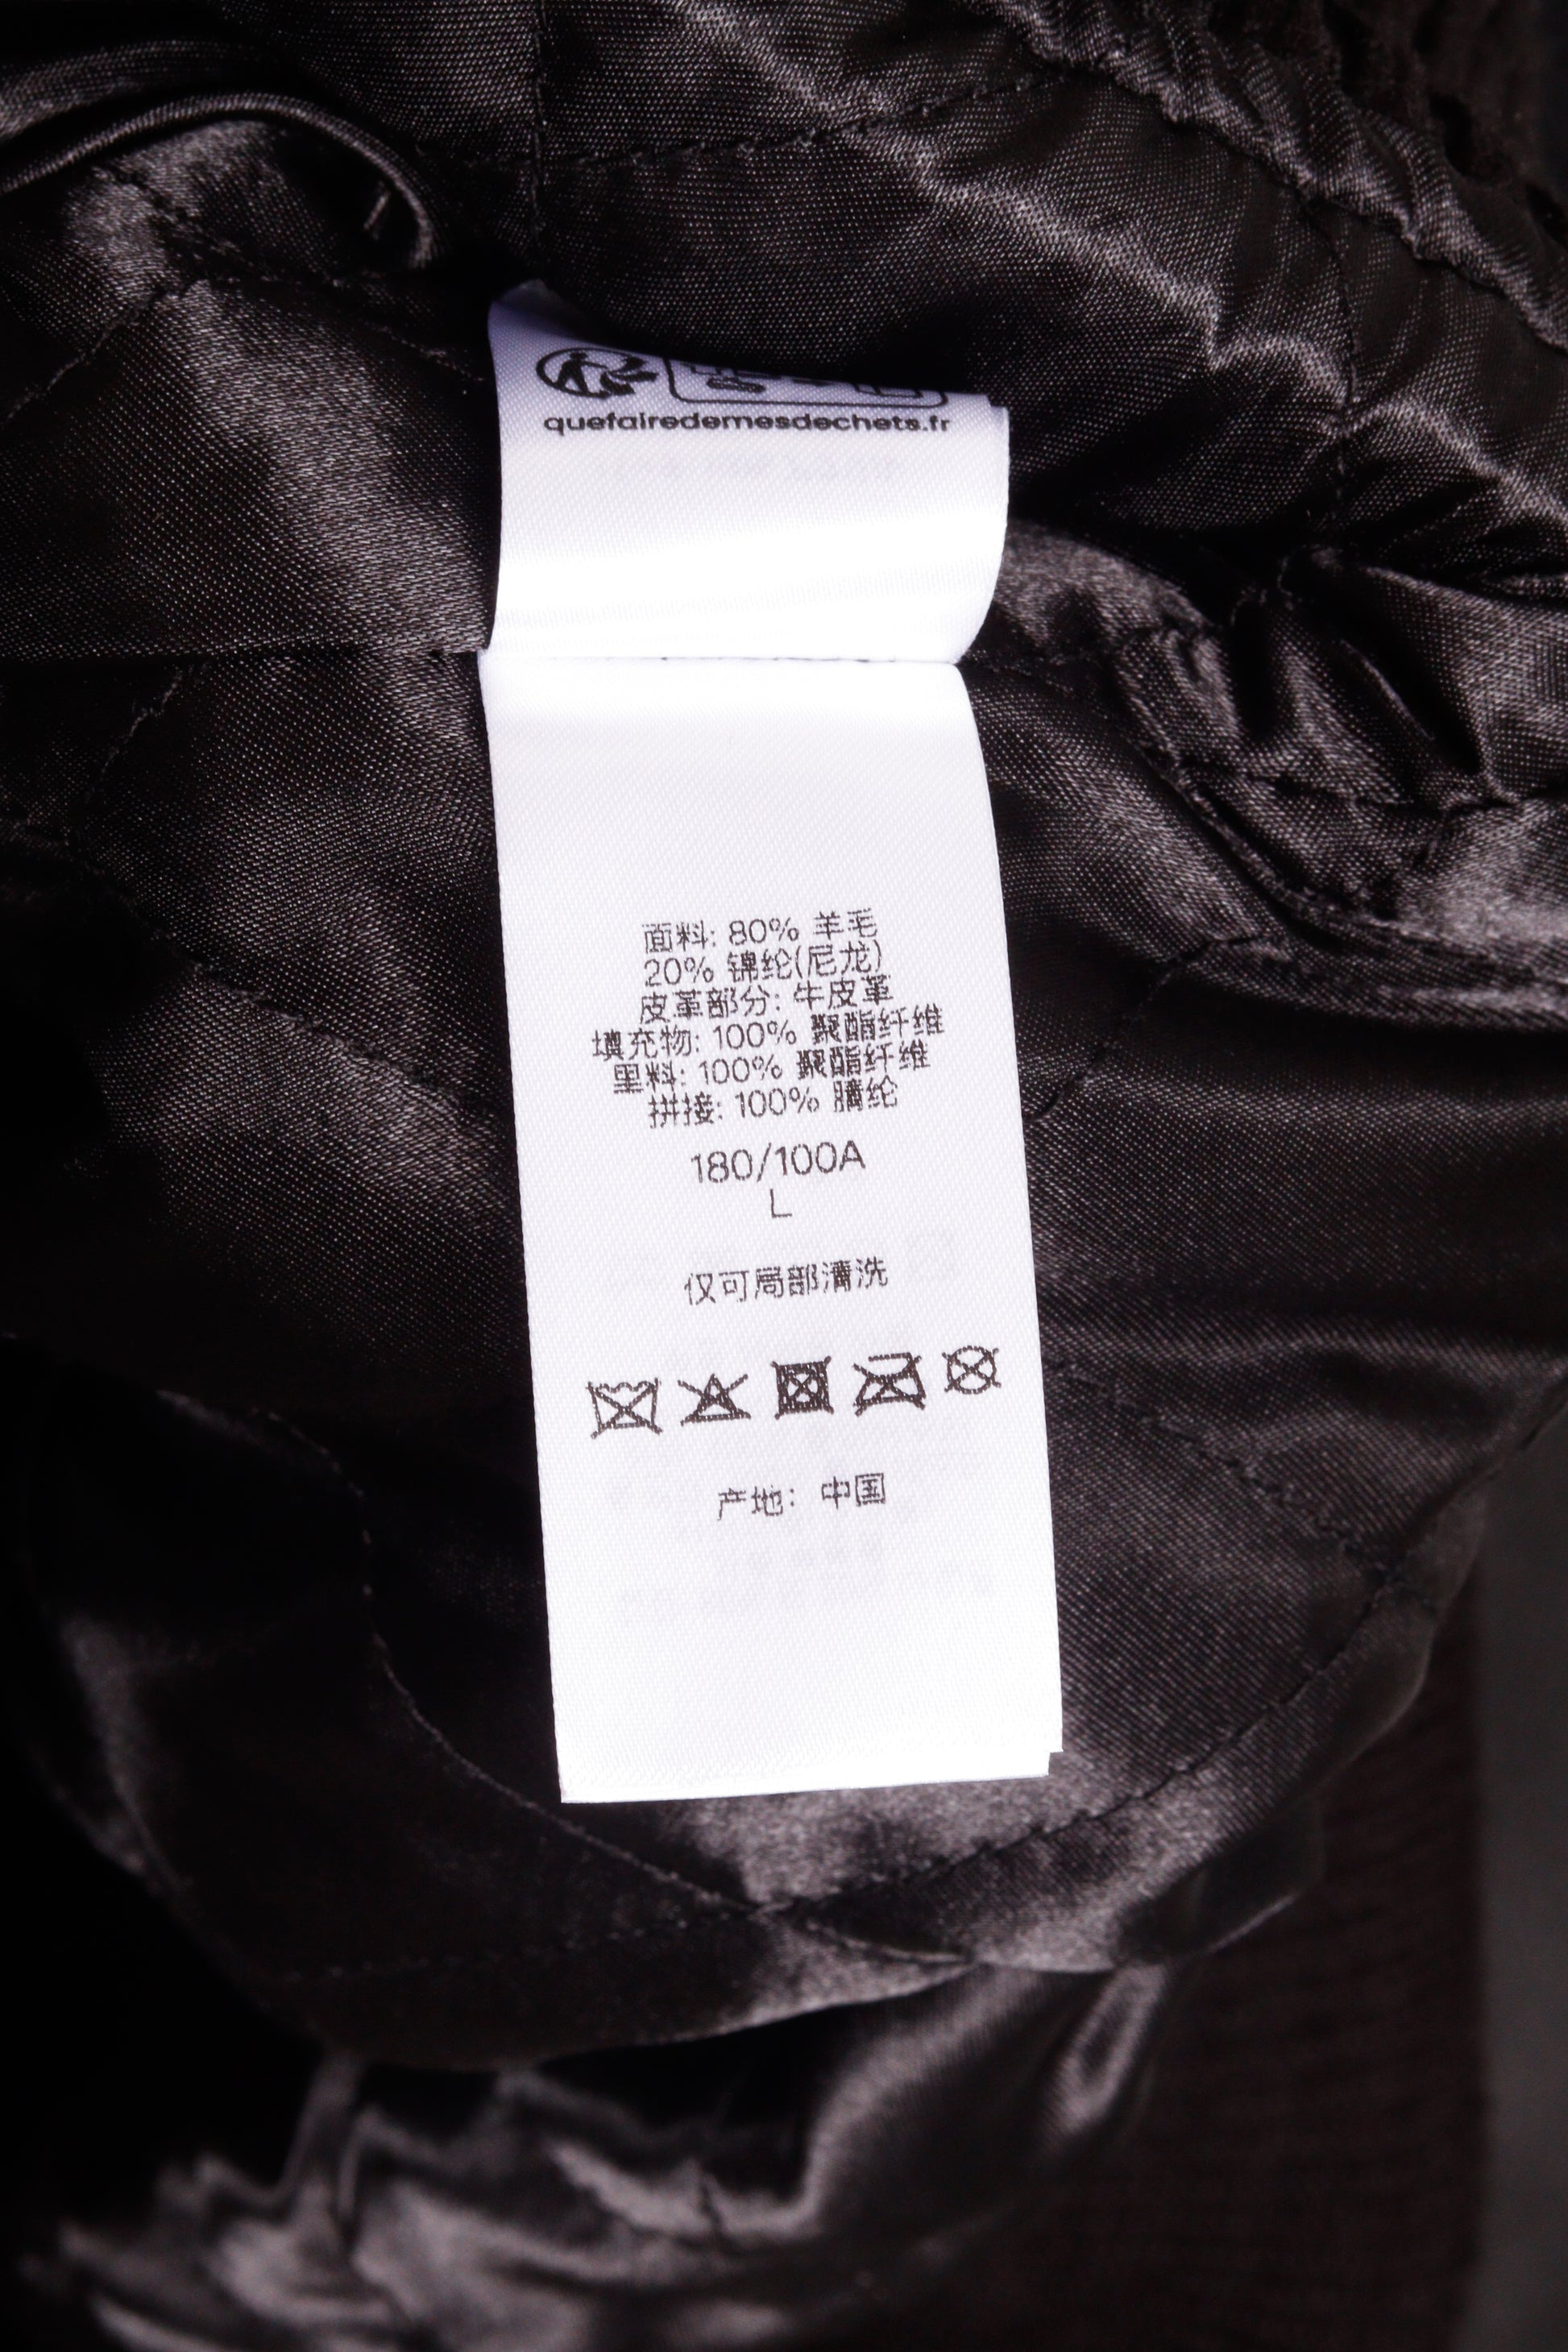 quefairedemesdechets.fr
面料: 80% 羊毛
20% 锦纶(尼龙)
皮革部分: 牛皮革
填充物: 100% 聚酯纤维
里料: 100% 聚酯纤维
拼接: 100% 腈纶
180/100A
L
仅可局部清洗
产地: 中国